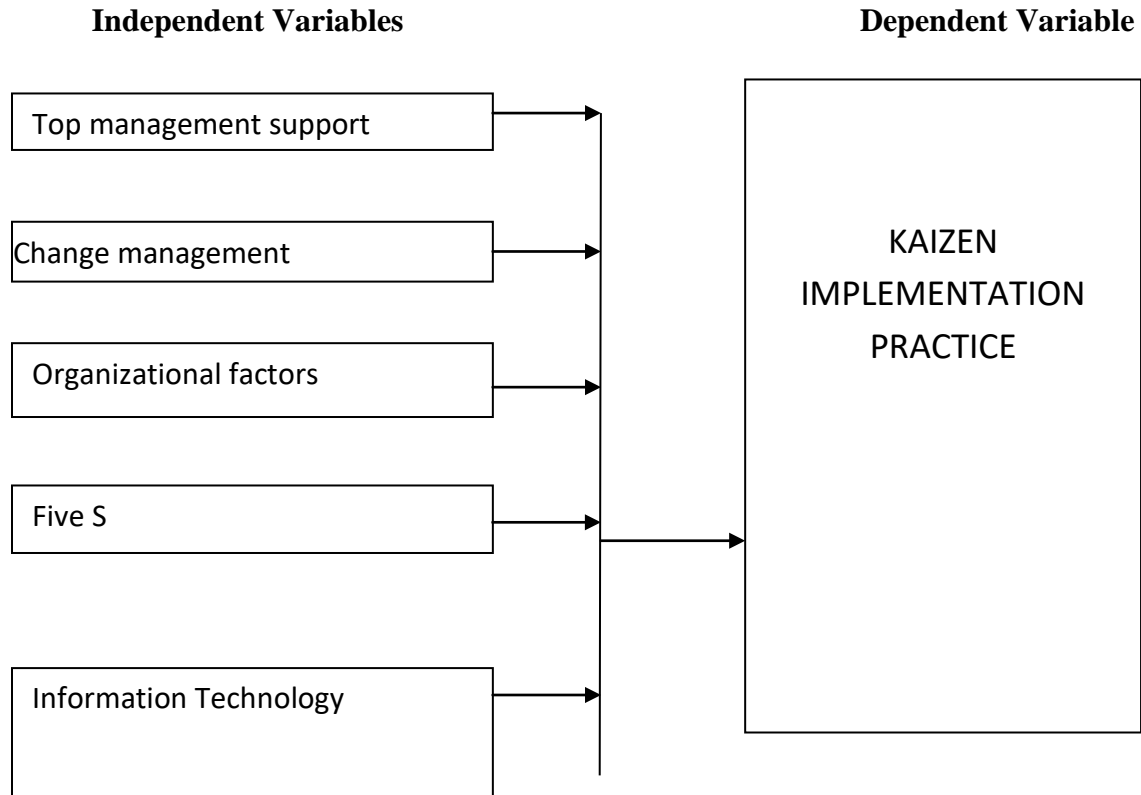 Independent Variables
Dependent Variable
Top management support
Change management
Organizational factors
Five S
Information Technology
KAIZEN
IMPLEMENTATION
PRACTICE